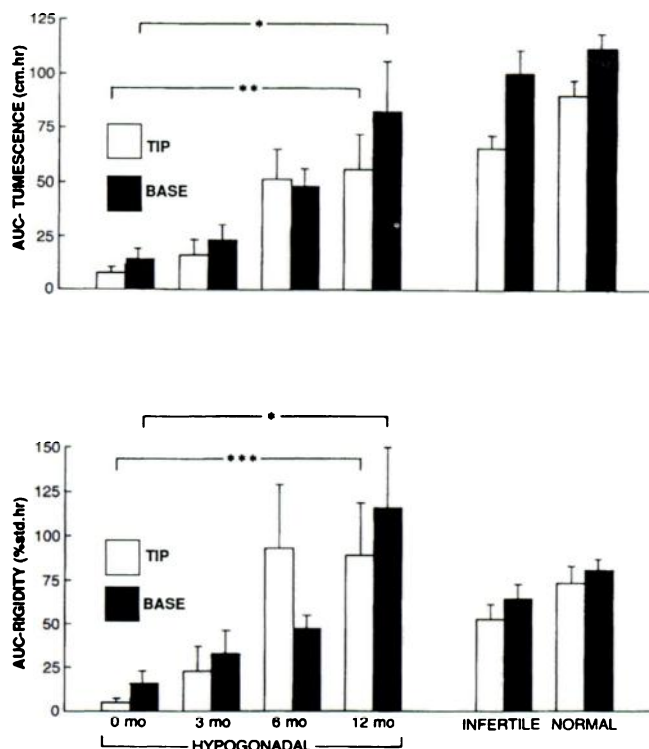 125
*
100
**
75
TIP
50
BASE
25
0
AUC- TUMESCENCE (cm.hr)
150
*
125
***
100
TIP
75
BASE
50
25
0
AUC-RIGIDITY (%std.hr)
0 mo 3 mo 6 mo 12 mo INFERTILE NORMAL
HYPOGONADAL